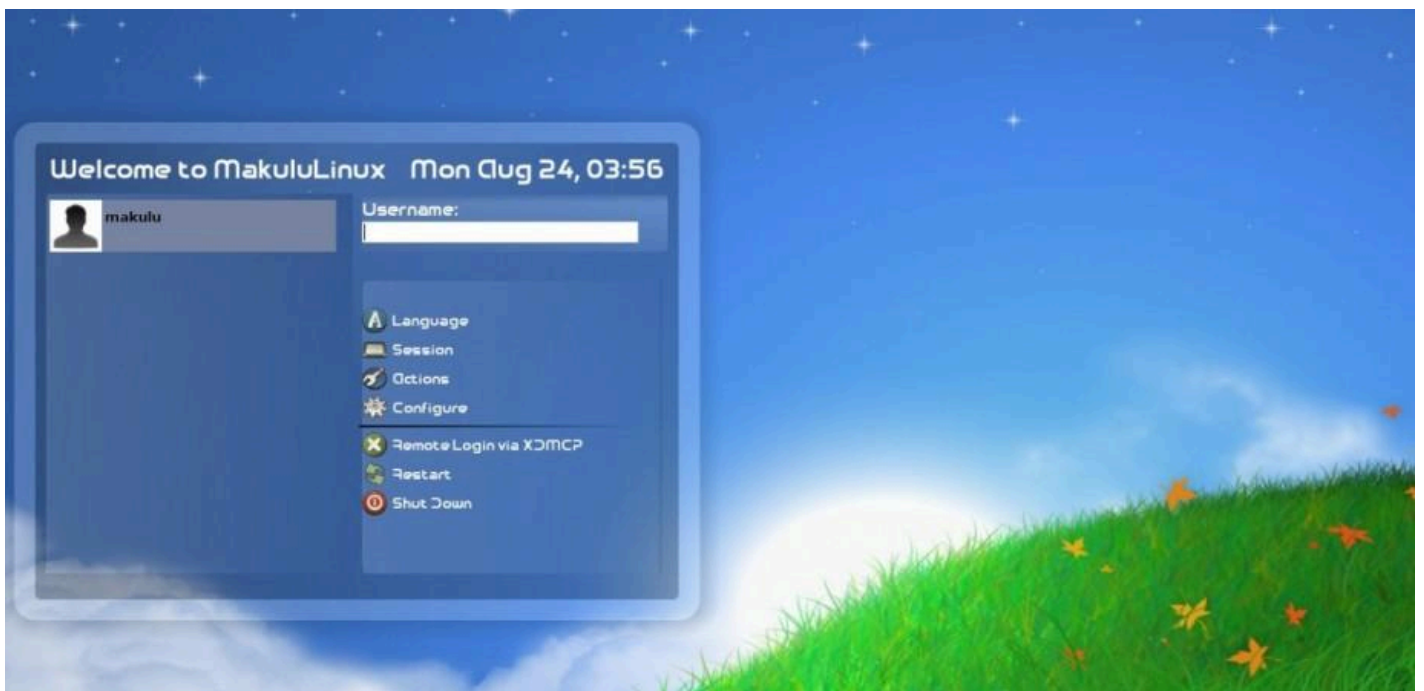 Welcome to MakuluLinux Mon Aug 24, 03:56
makulu
Username:
Language
Session
Actions
Configure
Remote Login via XDMCP
Restart
Shut Down